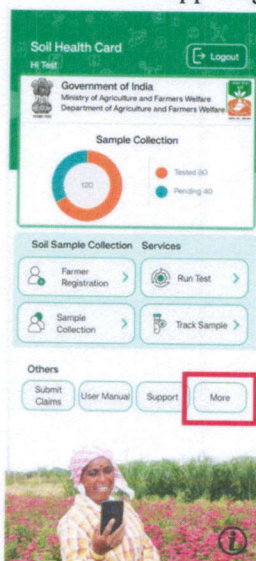 Soil Health Card
Logout
Hi Test
Government of India
Ministry of Agriculture and Farmers Welfare
Department of Agriculture and Farmers Welfare
Sample Collection
120
Tested 80
Pending 40
Soil Sample Collection Services
Farmer Registration
Run Test
Sample Collection
Track Sample
Others
Submit Claims
User Manual
Support
More